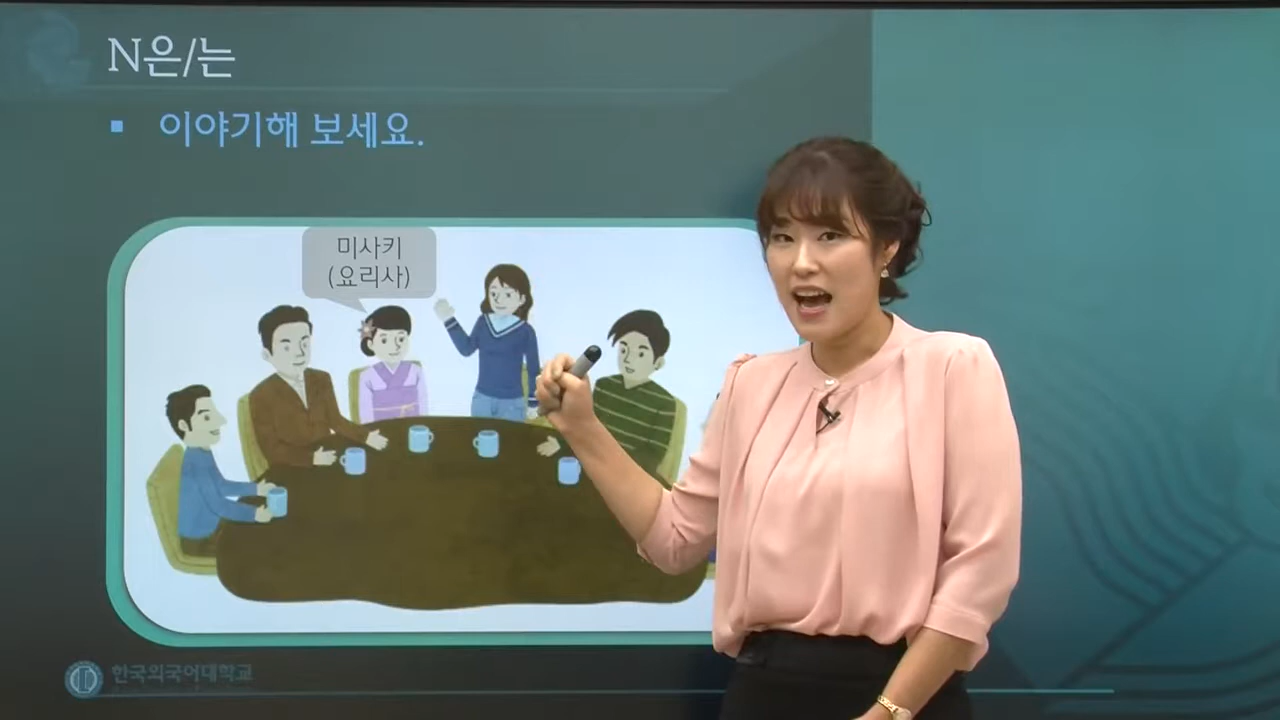 N은/는
▪ 이야기해 보세요.
미사키
(요리사)
한국외국어대학교